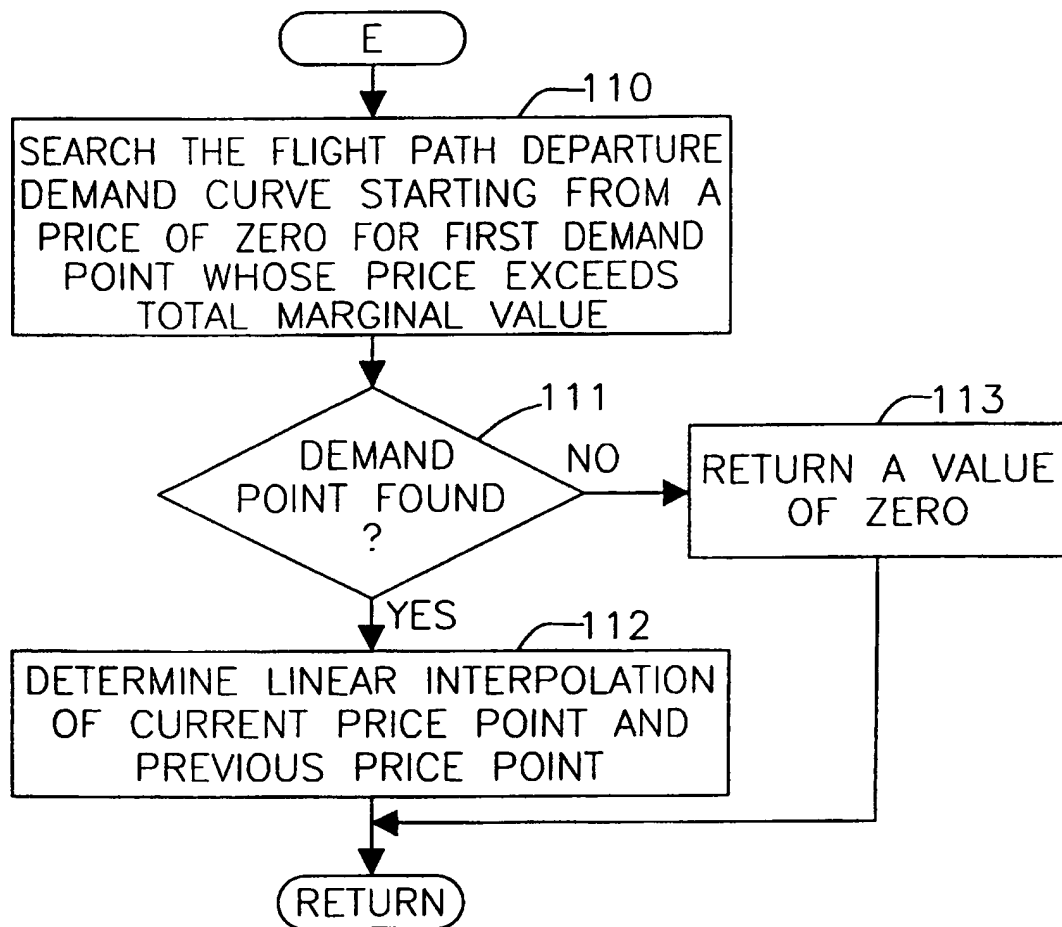 E
110
SEARCH THE FLIGHT PATH DEPARTURE
DEMAND CURVE STARTING FROM A
PRICE OF ZERO FOR FIRST DEMAND
POINT WHOSE PRICE EXCEEDS
TOTAL MARGINAL VALUE
111
DEMAND
POINT FOUND
?
NO
113
RETURN A VALUE
OF ZERO
YES
112
DETERMINE LINEAR INTERPOLATION
OF CURRENT PRICE POINT AND
PREVIOUS PRICE POINT
RETURN